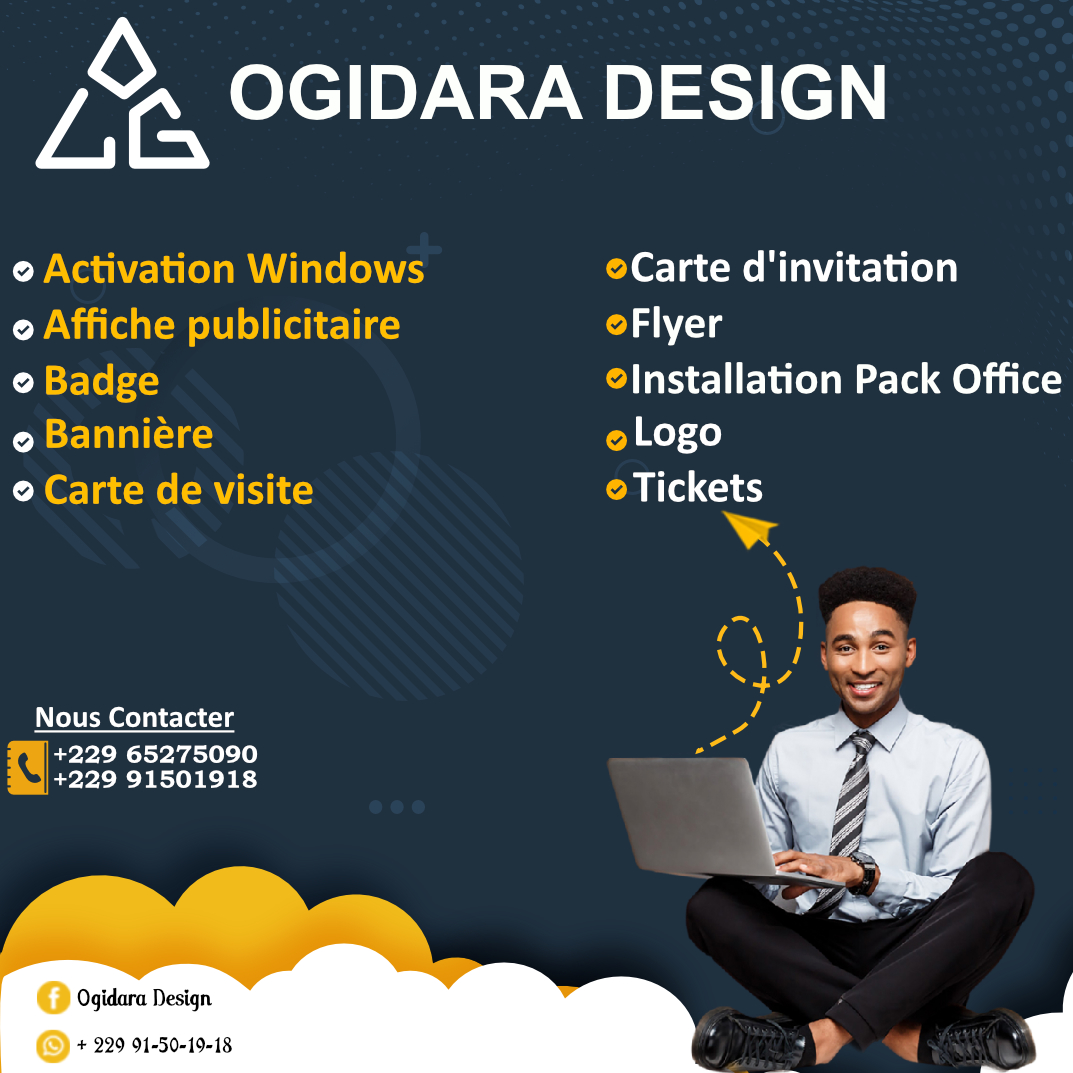 OGIDARA DESIGN
Activation Windows
Affiche publicitaire
Badge
Bannière
Carte de visite
Carte d'invitation
Flyer
Installation Pack Office
Logo
Tickets
Nous Contacter
+229 65275090
+229 91501918
Ogidara Design
+ 229 91-50-19-18